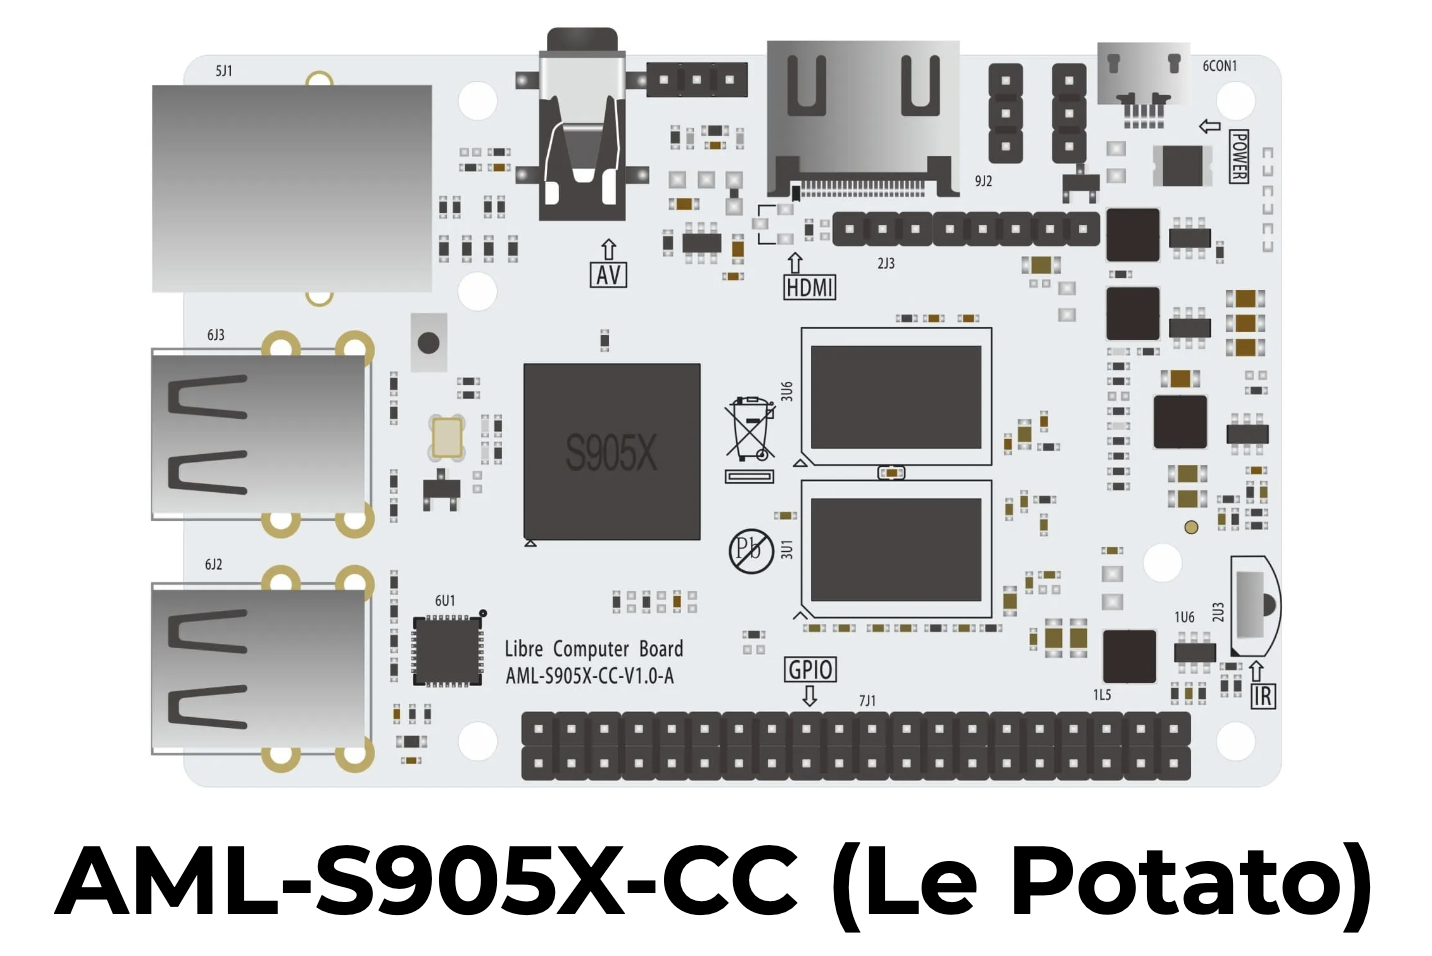 5J1
6CON1
POWER
9J2
AV
2J3
HDMI
6J3
3U6
S905X
Pb
3U1
6J2
6U1
2U3
1U6
Libre Computer Board
AML-S905X-CC-V1.0-A
GPIO
7J1
1L5
IR
AML-S905X-CC (Le Potato)